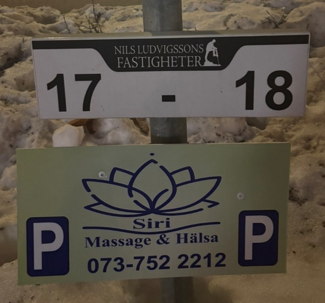 NILS LUDVIGSSONS
FASTIGHETER
17 - 18
Siri
Massage & Hälsa
P P
073-752 2212